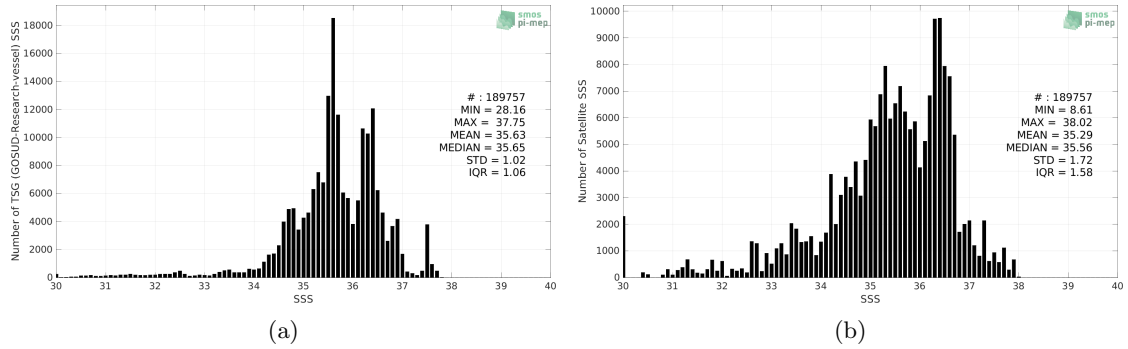 smos
pi-mep
18000
16000
14000
12000
10000
8000
6000
4000
2000
0
Number of TSG (GOSUD-Research-vessel) SSS
# : 189757
MIN = 28.16
MAX = 37.75
MEAN = 35.63
MEDIAN = 35.65
STD = 1.02
IQR = 1.06
30 31 32 33 34 35 36 37 38 39 40
SSS
(a)
smos
pi-mep
10000
9000
8000
7000
6000
5000
4000
3000
2000
1000
0
Number of Satellite SSS
# : 189757
MIN = 8.61
MAX = 38.02
MEAN = 35.29
MEDIAN = 35.56
STD = 1.72
IQR = 1.58
30 31 32 33 34 35 36 37 38 39 40
SSS
(b)